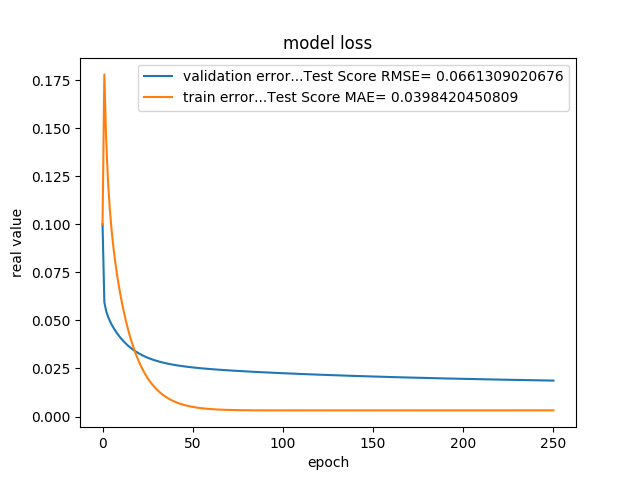 model loss
validation error...Test Score RMSE= 0.0661309020676
train error...Test Score MAE= 0.0398420450809
real value
0.175
0.150
0.125
0.100
0.075
0.050
0.025
0.000
0 50 100 150 200 250
epoch